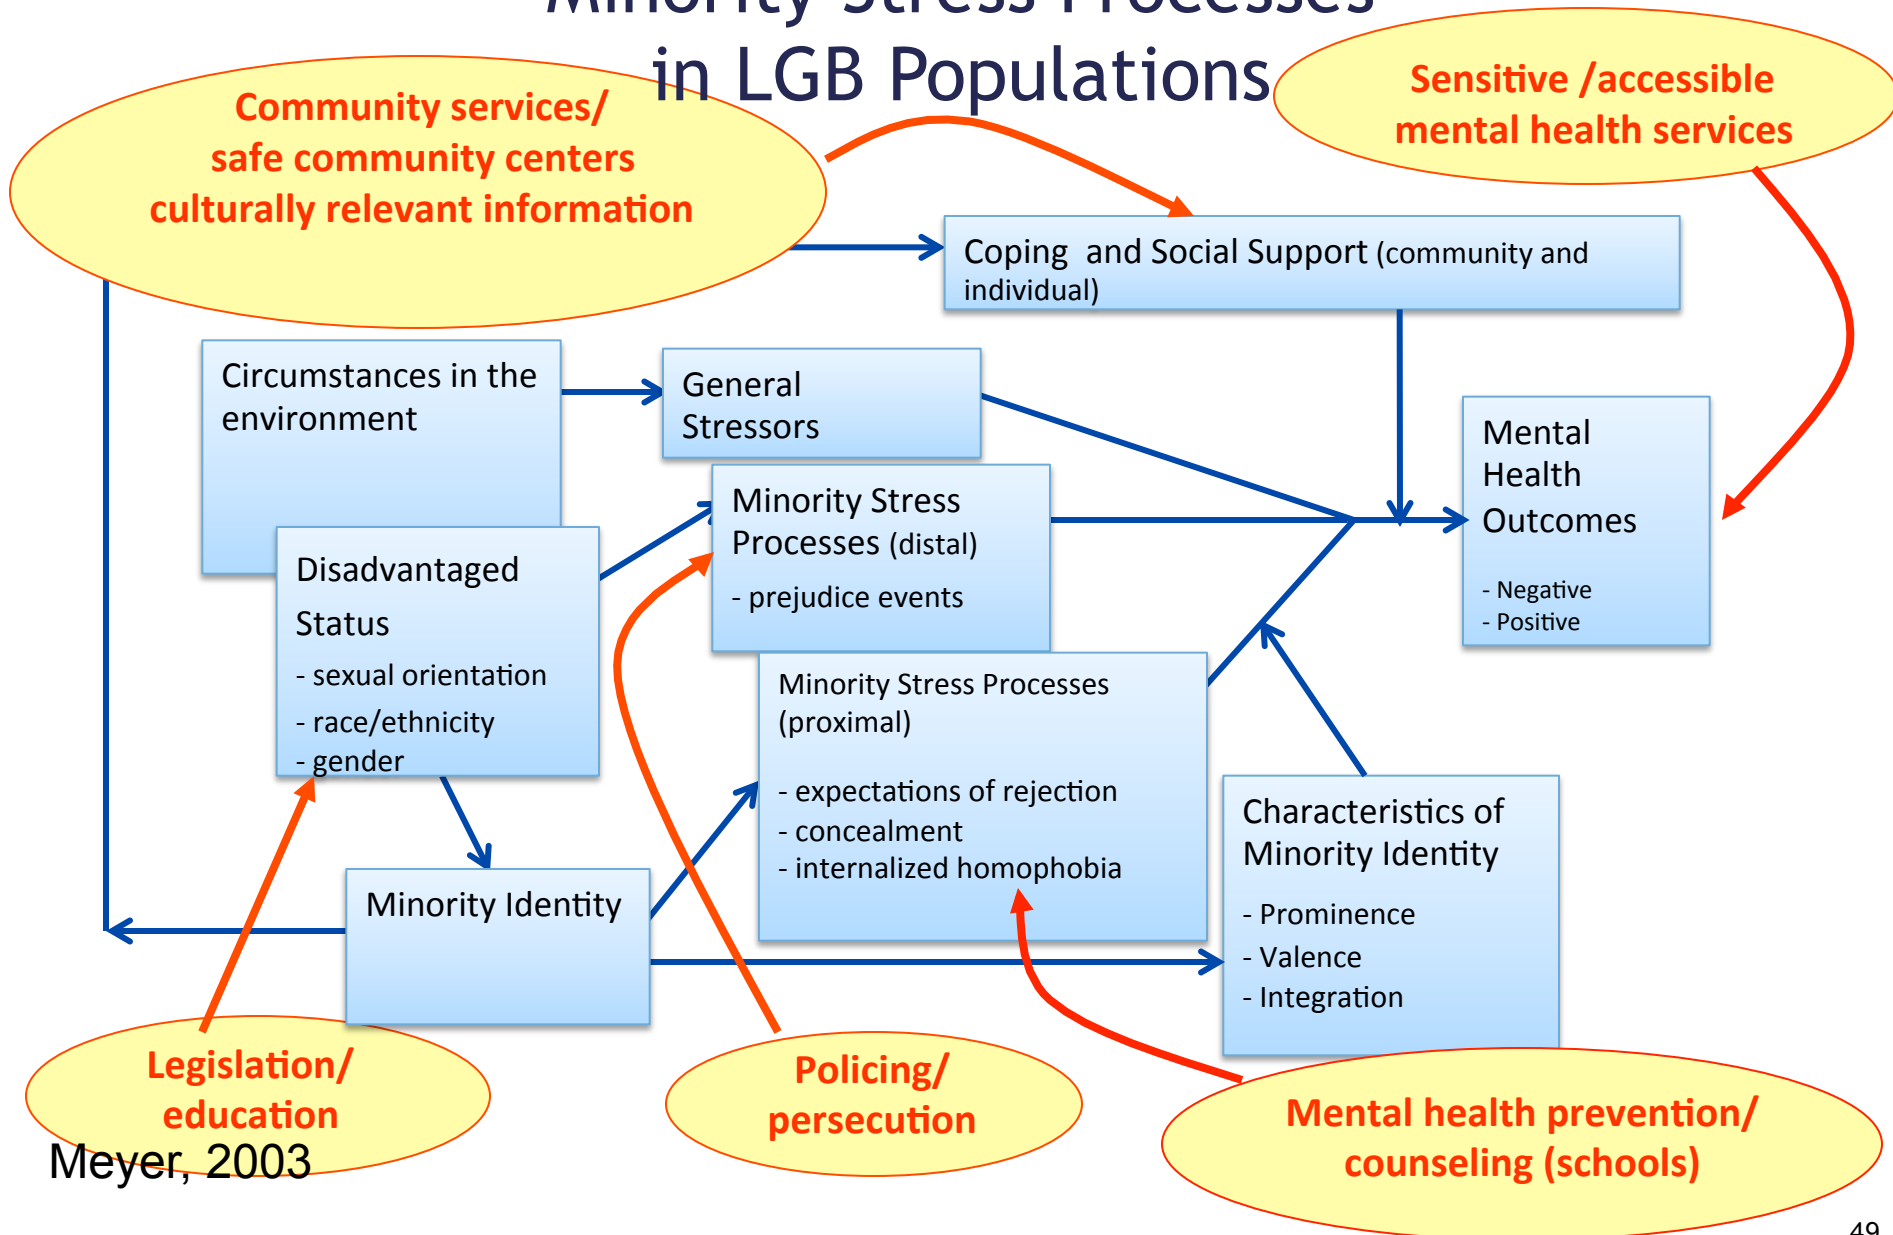 Minority Stress Processes
in LGB Populations
Community services/
safe community centers
culturally relevant information
Sensitive /accessible
mental health services
Coping and Social Support (community and
individual)
Circumstances in the
environment
General
Stressors
Mental
Health
Outcomes
- Negative
- Positive
Minority Stress
Processes (distal)
- prejudice events
Disadvantaged
Status
- sexual orientation
- race/ethnicity
- gender
Minority Stress Processes
(proximal)
- expectations of rejection
- concealment
- internalized homophobia
Characteristics of
Minority Identity
- Prominence
- Valence
- Integration
Minority Identity
Legislation/
education
Policing/
persecution
Mental health prevention/
counseling (schools)
Meyer, 2003
49